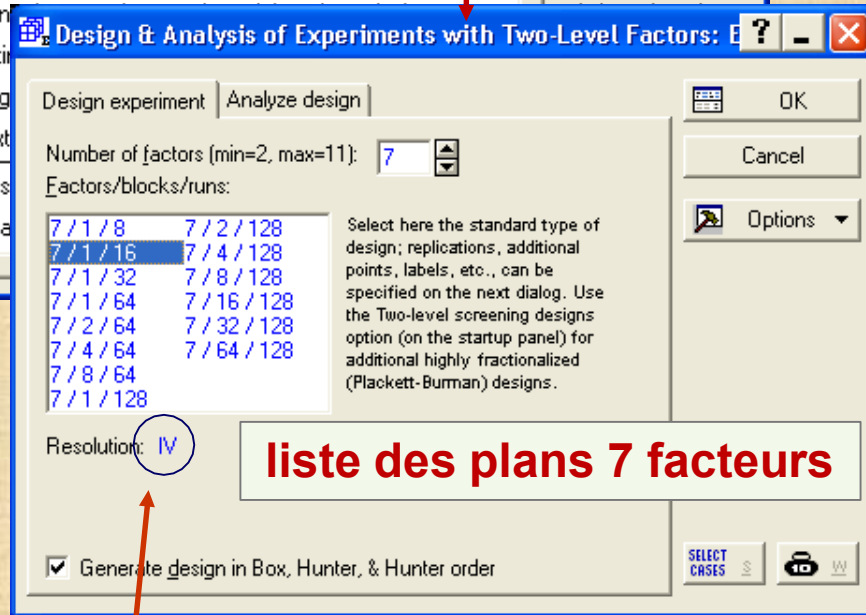 Design & Analysis of Experiments with Two-Level Factors: E
Design experiment
Analyze design
Number of factors (min=2, max=11): 7
Factors/blocks/runs:
7 / 1 / 8
7 / 1 / 16
7 / 1 / 32
7 / 1 / 64
7 / 2 / 64
7 / 4 / 64
7 / 8 / 64
7 / 1 / 128
7 / 2 / 128
7 / 4 / 128
7 / 8 / 128
7 / 16 / 128
7 / 32 / 128
7 / 64 / 128
Select here the standard type of
design; replications, additional
points, labels, etc., can be
specified on the next dialog. Use
the Two-level screening designs
option (on the startup panel) for
additional highly fractionalized
(Plackett-Burman) designs.
Resolution: IV
liste des plans 7 facteurs
Generate design in Box, Hunter, & Hunter order
OK
Cancel
Options
SELECT
CASES S
W